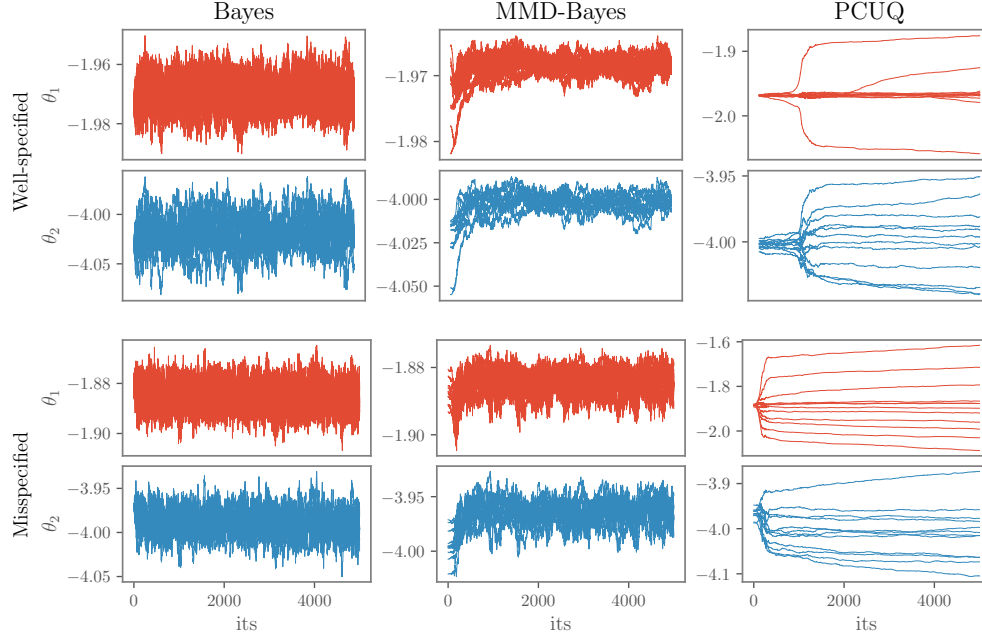 Bayes
MMD-Bayes
PCUQ
Well-specified
θ1
−1.96
−1.98
−1.97
−1.98
−1.9
−2.0
θ2
−4.00
−4.05
−4.000
−4.025
−4.050
−3.95
−4.00
Misspecified
θ1
−1.88
−1.90
−1.88
−1.90
−1.6
−1.8
−2.0
θ2
−3.95
−4.00
−4.05
−3.95
−4.00
−3.9
−4.0
−4.1
0 2000 4000
0 2000 4000
0 2000 4000
its
its
its